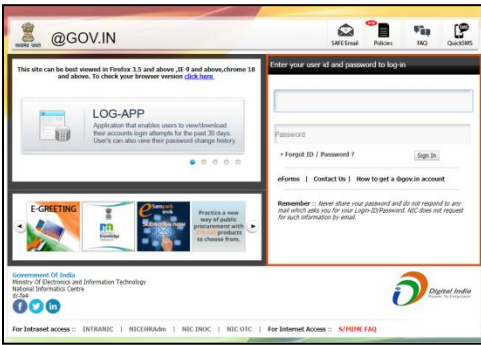 @GOV.IN
SAFE Email
Policies
FAQ
QuickSMS
This site can be best viewed in Firefox 3.5 and above ,IE 9 and above,chrome 18
and above. To check your browser version click here
Enter your user id and password to log-in
LOG-APP
Application that enables users to view/download
their accounts login attempts for the past 30 days.
User's can also view their password change history.
Password
• Forgot ID / Password ?
Sign In
eForms | Contact Us | How to get a @gov.in account
Remember :: Never share your password and do not respond to any
mail which asks you for your Login-ID/Password. NIC does not request
for such information by email.
E-GREETING
Sampark
Practice a new
way of public
procurement with
products
to choose from.
Government Of India
Ministry Of Electronics and Information Technology
National Informatics Centre
dr-fa4
Digital India
Power To Empower
For Intranet access :: INTRANIC | NICEHRAdm | NIC INOC | NIC OTC | For Internet Access :: S/MIME FAQ